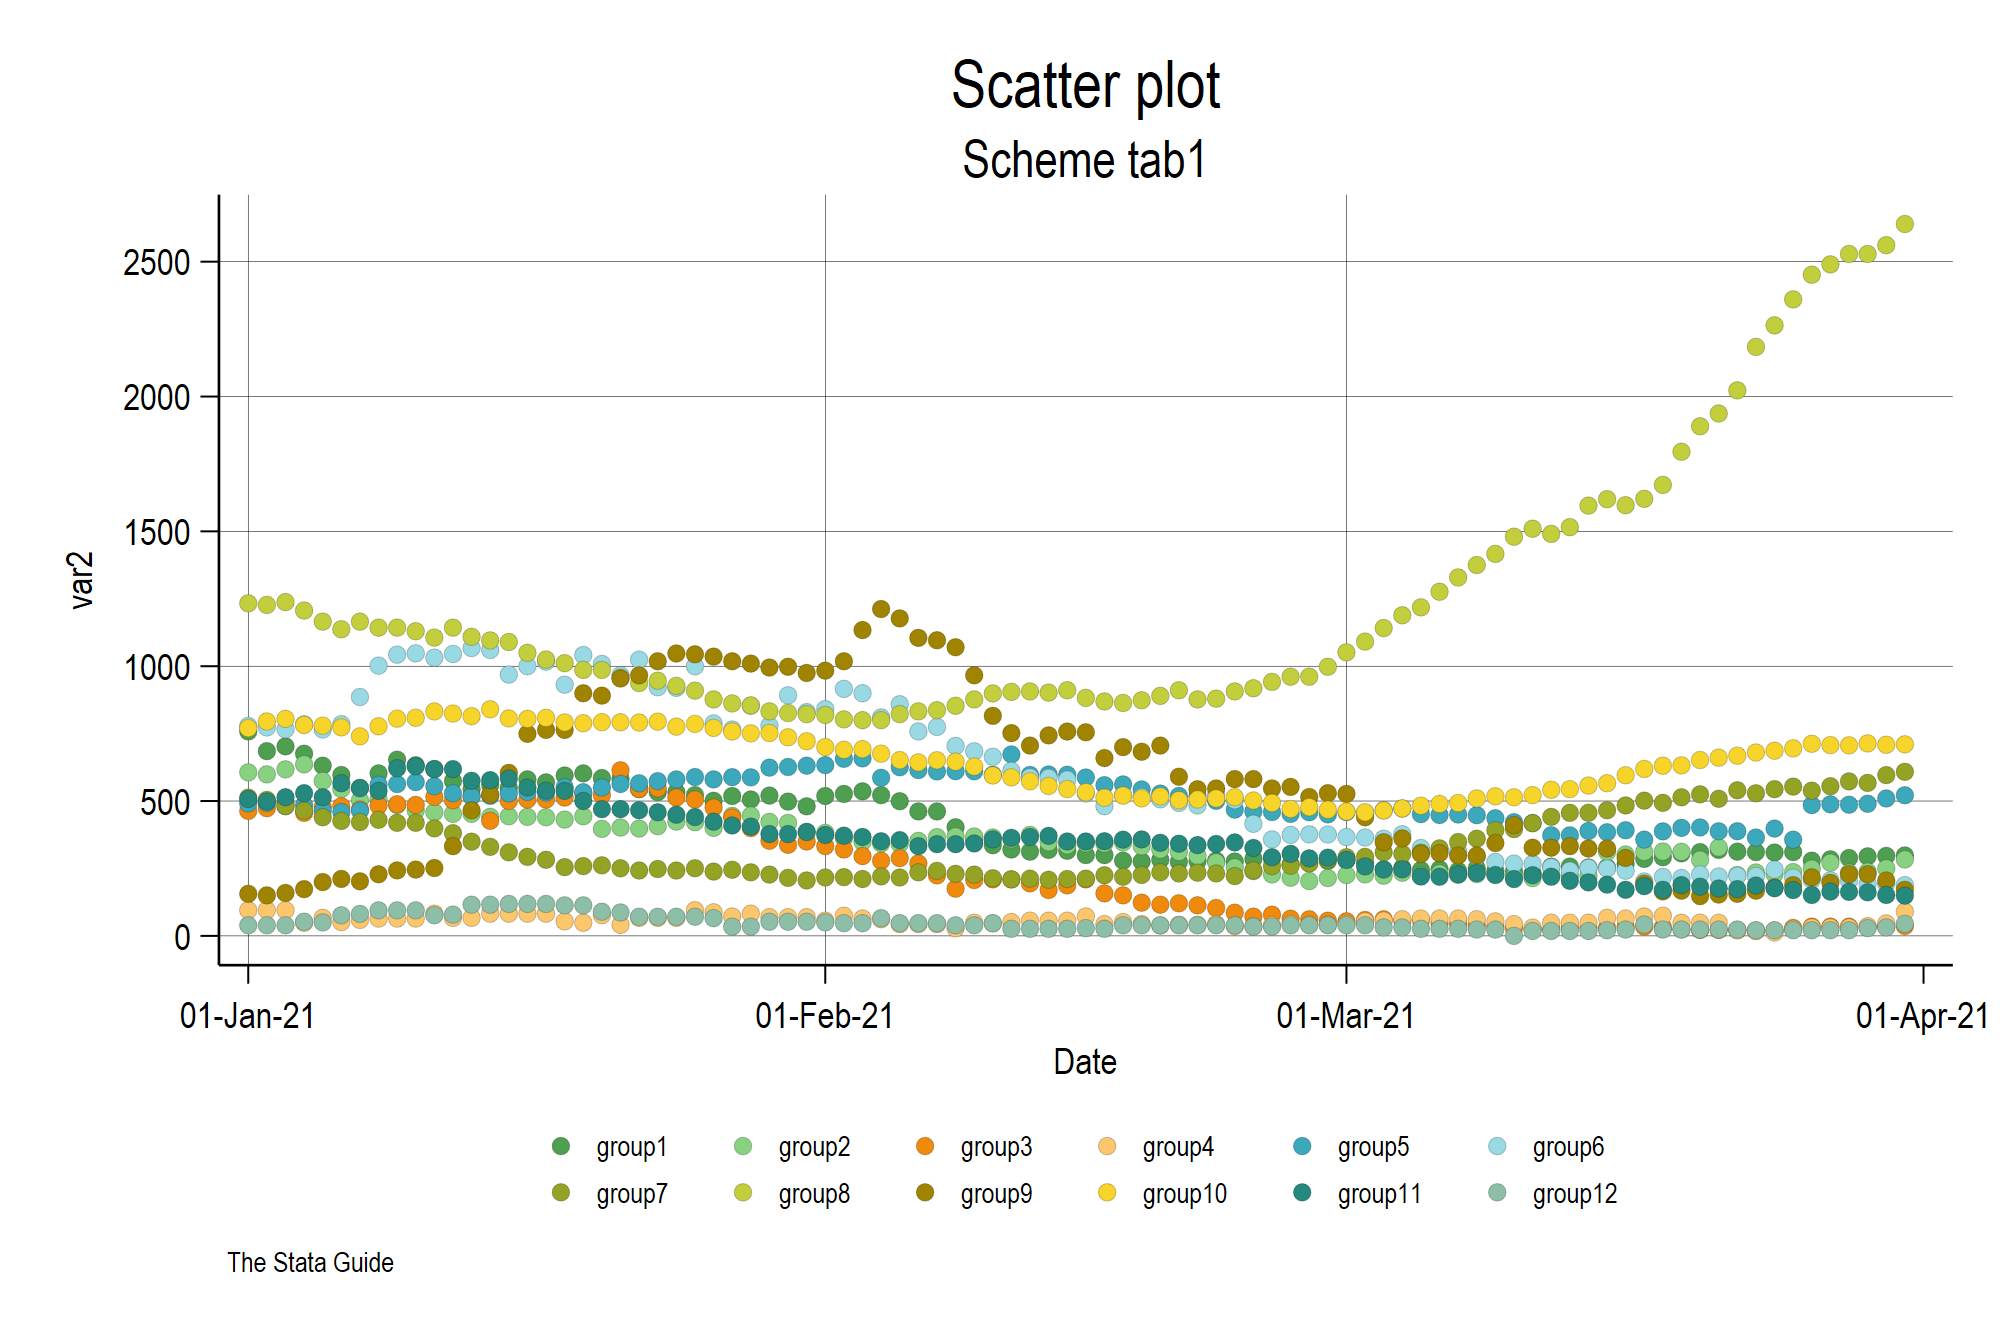 Scatter plot
Scheme tab1
2500
2000
1500
1000
500
0
var2
01-Jan-21 01-Feb-21 01-Mar-21 01-Apr-21
Date
group1 group2 group3 group4 group5 group6
group7 group8 group9 group10 group11 group12
The Stata Guide